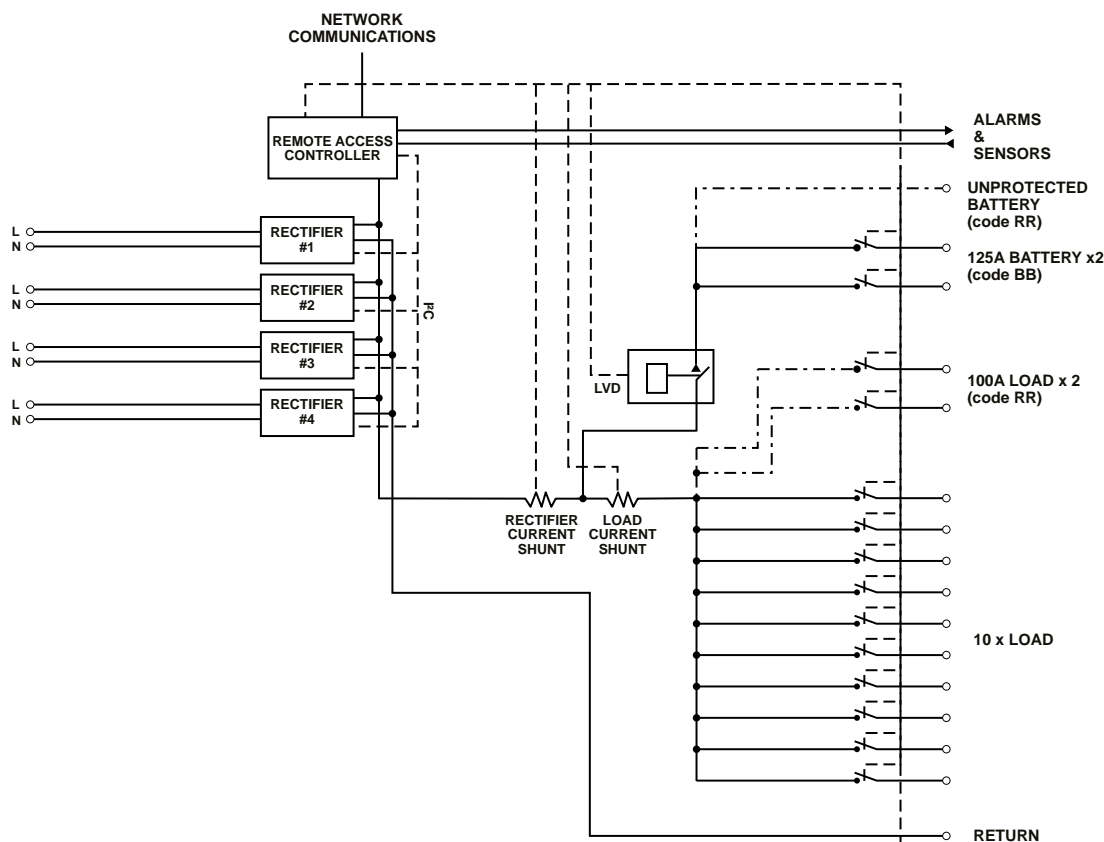 NETWORK
COMMUNICATIONS
REMOTE ACCESS
CONTROLLER
ALARMS
&
SENSORS
UNPROTECTED
BATTERY
(code RR)
L
N
RECTIFIER
#1
125A BATTERY x2
(code BB)
L
N
RECTIFIER
#2
I²C
L
N
RECTIFIER
#3
LVD
100A LOAD x 2
(code RR)
L
N
RECTIFIER
#4
RECTIFIER
CURRENT
SHUNT
LOAD
CURRENT
SHUNT
10 x LOAD
RETURN